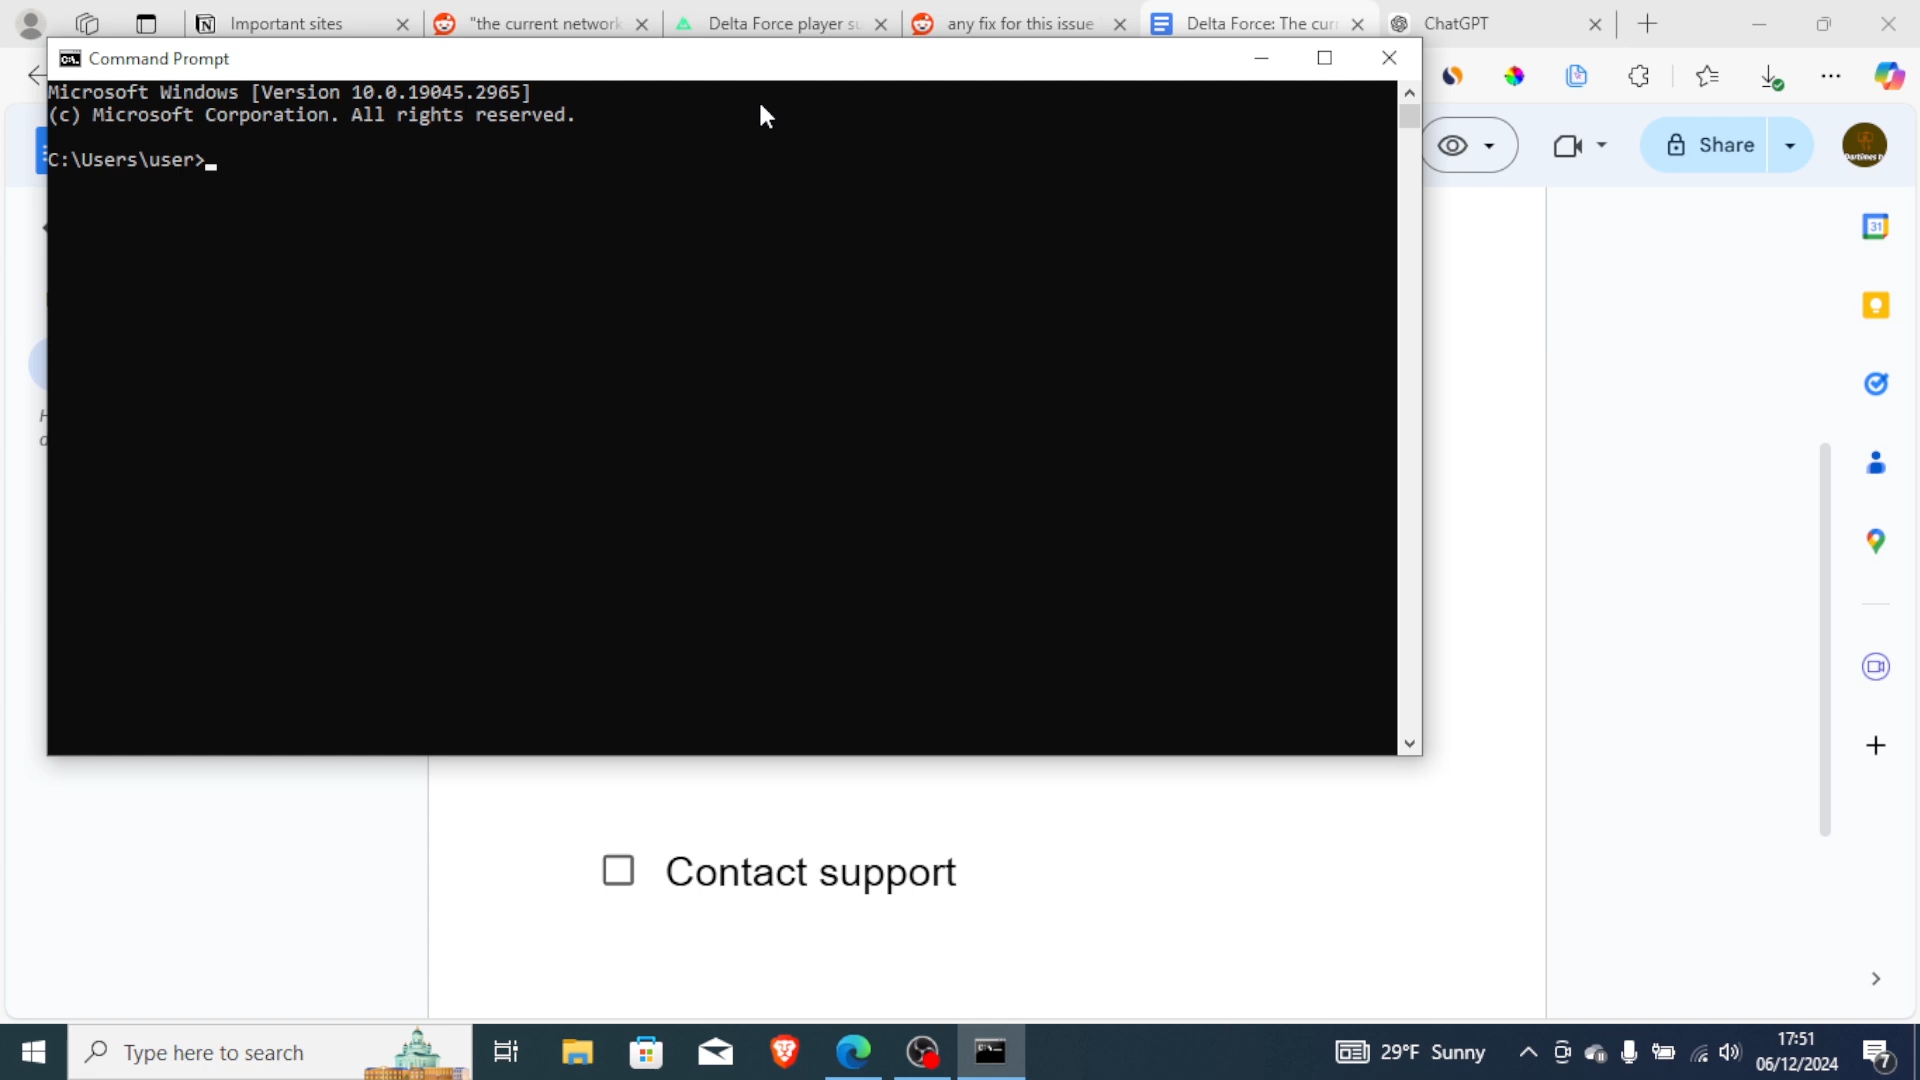 Important sites
"the current network
Delta Force player su
any fix for this issue
Delta Force: The curr
ChatGPT
Command Prompt
Microsoft Windows [Version 10.0.19045.2965]
(c) Microsoft Corporation. All rights reserved.
C:\Users\user>
Share
31
Contact support
Type here to search
29°F Sunny
17:51
06/12/2024
7